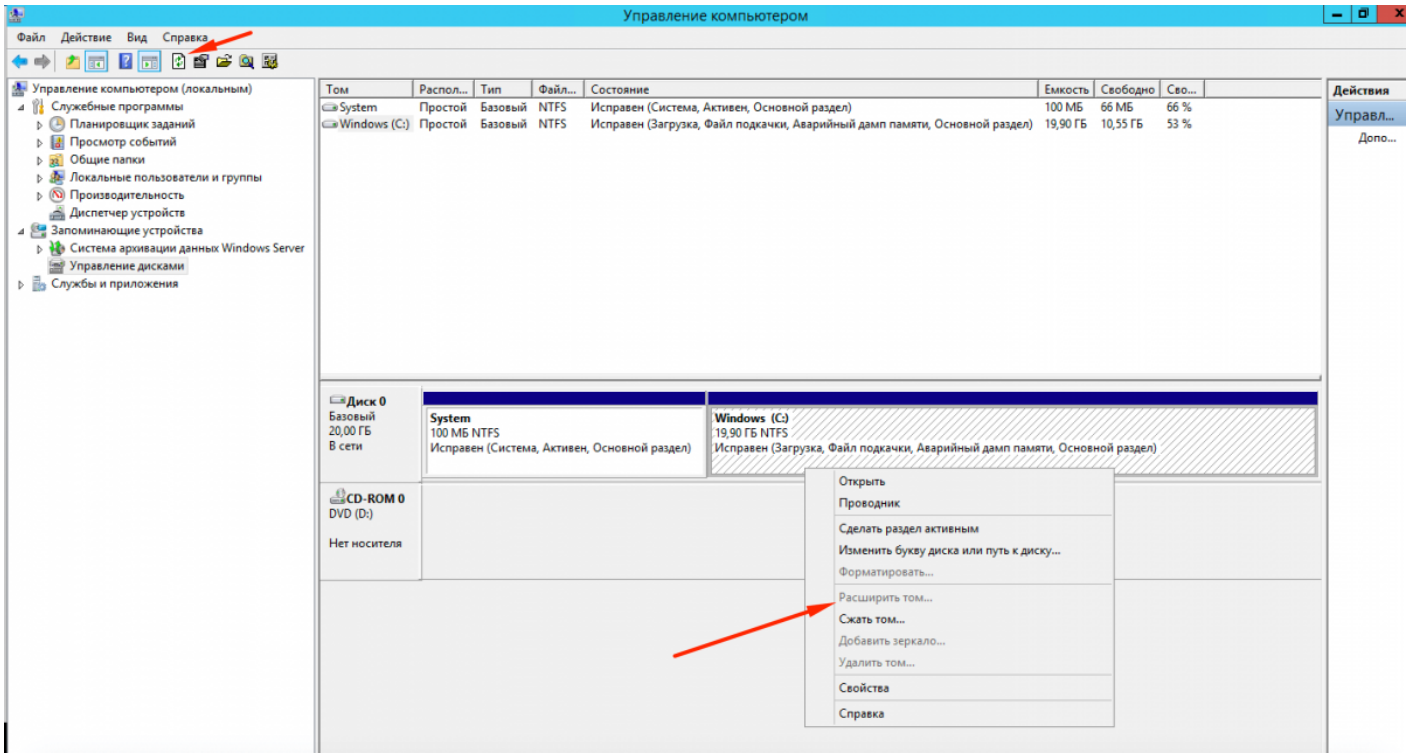 Управление компьютером
Файл Действие Вид Справка
Управление компьютером (локальным)
Служебные программы
Планировщик заданий
Просмотр событий
Общие папки
Локальные пользователи и группы
Производительность
Диспетчер устройств
Запоминающие устройства
Система архивации данных Windows Server
Управление дисками
Службы и приложения
Том Распол... Тип Файл... Состояние Емкость Свободно Сво...
System Простой Базовый NTFS Исправен (Система, Активен, Основной раздел) 100 МБ 66 МБ 66 %
Windows (C:) Простой Базовый NTFS Исправен (Загрузка, Файл подкачки, Аварийный дамп памяти, Основной раздел) 19,90 ГБ 10,55 ГБ 53 %
Действия
Управл...
Допо...
Диск 0
Базовый
20,00 ГБ
В сети
System
100 МБ NTFS
Исправен (Система, Активен, Основной раздел)
Windows (C:)
19,90 ГБ NTFS
Исправен (Загрузка, Файл подкачки, Аварийный дамп памяти, Основной раздел)
CD-ROM 0
DVD (D:)
Нет носителя
Открыть
Проводник
Сделать раздел активным
Изменить букву диска или путь к диску...
Форматировать...
Расширить том...
Сжать том...
Добавить зеркало...
Удалить том...
Свойства
Справка